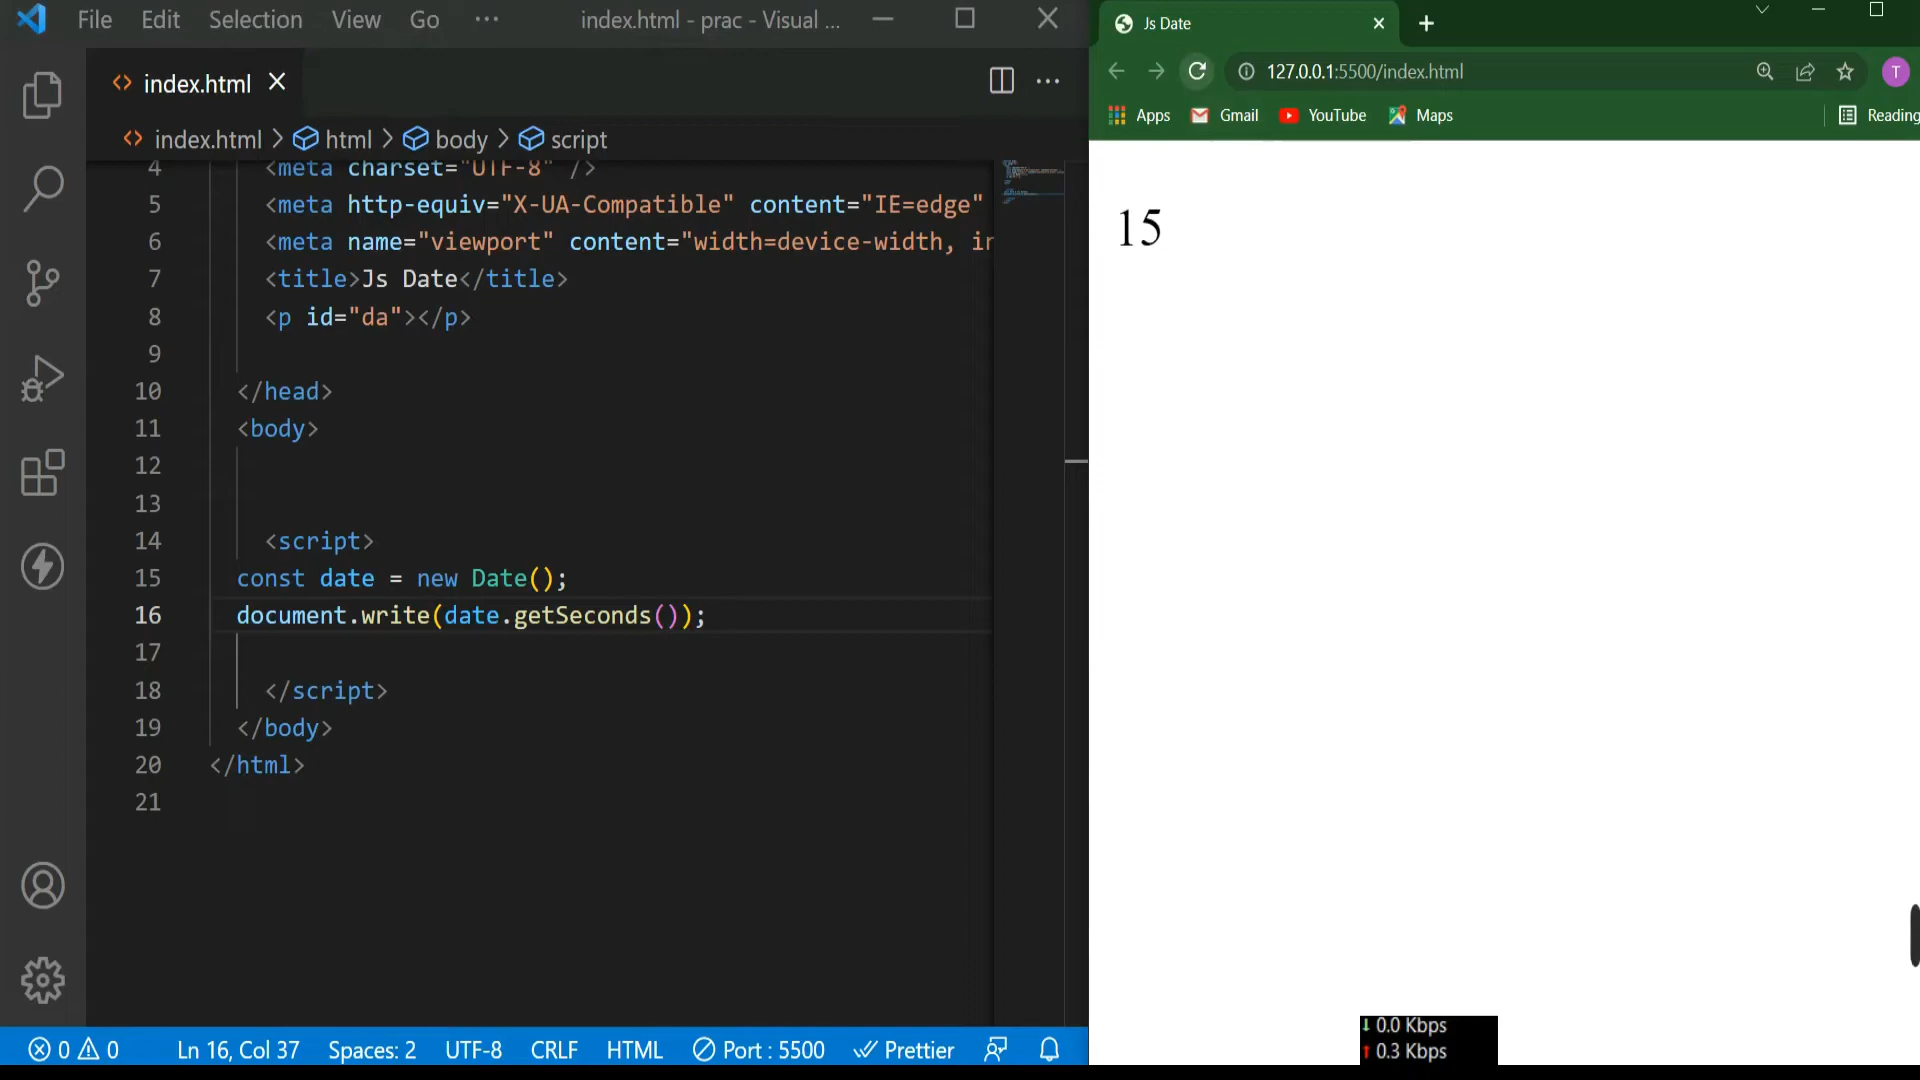 File Edit Selection View Go ··· index.html - prac - Visual ...
index.html
index.html > html > body > script
4 <meta charset="UTF-8" />
5 <meta http-equiv="X-UA-Compatible" content="IE=edge"
6 <meta name="viewport" content="width=device-width, in
7 <title>Js Date</title>
8 <p id="da"></p>
9
10 </head>
11 <body>
12
13
14 <script>
15 const date = new Date();
16 document.write(date.getSeconds());
17
18 </script>
19 </body>
20 </html>
21
0 0 Ln 16, Col 37 Spaces: 2 UTF-8 CRLF HTML Port : 5500 Prettier
Js Date
127.0.0.1:5500/index.html T
Apps Gmail YouTube Maps Reading
15
0.0 Kbps
0.3 Kbps